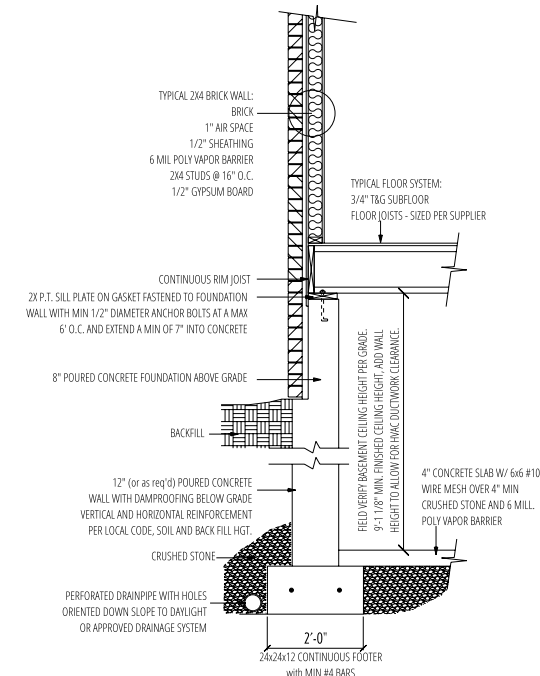 TYPICAL 2X4 BRICK WALL:
BRICK
1" AIR SPACE
1/2" SHEATHING
6 MIL POLY VAPOR BARRIER
2X4 STUDS @ 16" O.C.
1/2" GYPSUM BOARD
TYPICAL FLOOR SYSTEM:
3/4" T&G SUBFLOOR
FLOOR JOISTS - SIZED PER SUPPLIER
CONTINUOUS RIM JOIST
2X P.T. SILL PLATE ON GASKET FASTENED TO FOUNDATION
WALL WITH MIN 1/2" DIAMETER ANCHOR BOLTS AT A MAX
6' O.C. AND EXTEND A MIN OF 7" INTO CONCRETE
8" POURED CONCRETE FOUNDATION ABOVE GRADE
BACKFILL
FIELD VERIFY BASEMENT CEILING HEIGHT PER GRADE.
9'-1 1/8" MIN. FINISHED CEILING HEIGHT, ADD WALL
HEIGHT TO ALLOW FOR HVAC DUCTWORK CLEARANCE.
12" (or as req'd) POURED CONCRETE
WALL WITH DAMPROOFING BELOW GRADE
VERTICAL AND HORIZONTAL REINFORCEMENT
PER LOCAL CODE, SOIL AND BACK FILL HGT.
4" CONCRETE SLAB W/ 6x6 #10
WIRE MESH OVER 4" MIN
CRUSHED STONE AND 6 MILL.
POLY VAPOR BARRIER
CRUSHED STONE
PERFORATED DRAINPIPE WITH HOLES
ORIENTED DOWN SLOPE TO DAYLIGHT
OR APPROVED DRAINAGE SYSTEM
2'-0"
24x24x12 CONTINUOUS FOOTER
with MIN #4 BARS